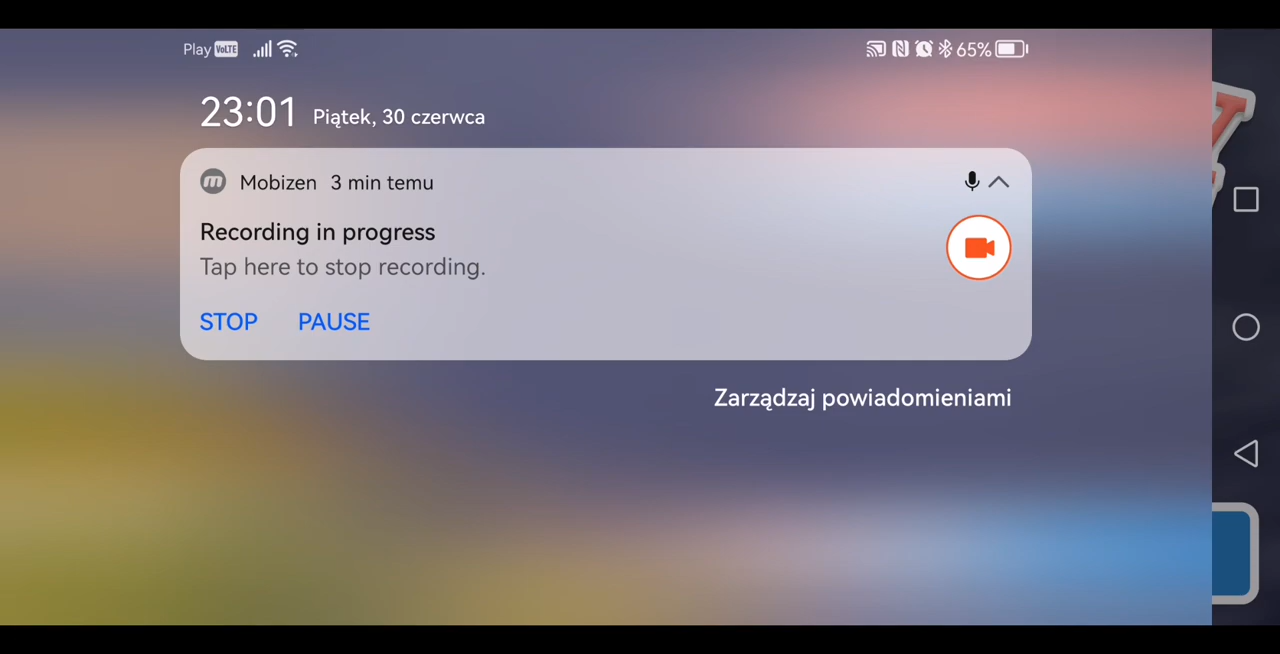 Play VoLTE 65%
23:01 Piątek, 30 czerwca
m Mobizen 3 min temu
Recording in progress
Tap here to stop recording.
STOP PAUSE
Zarządzaj powiadomieniami